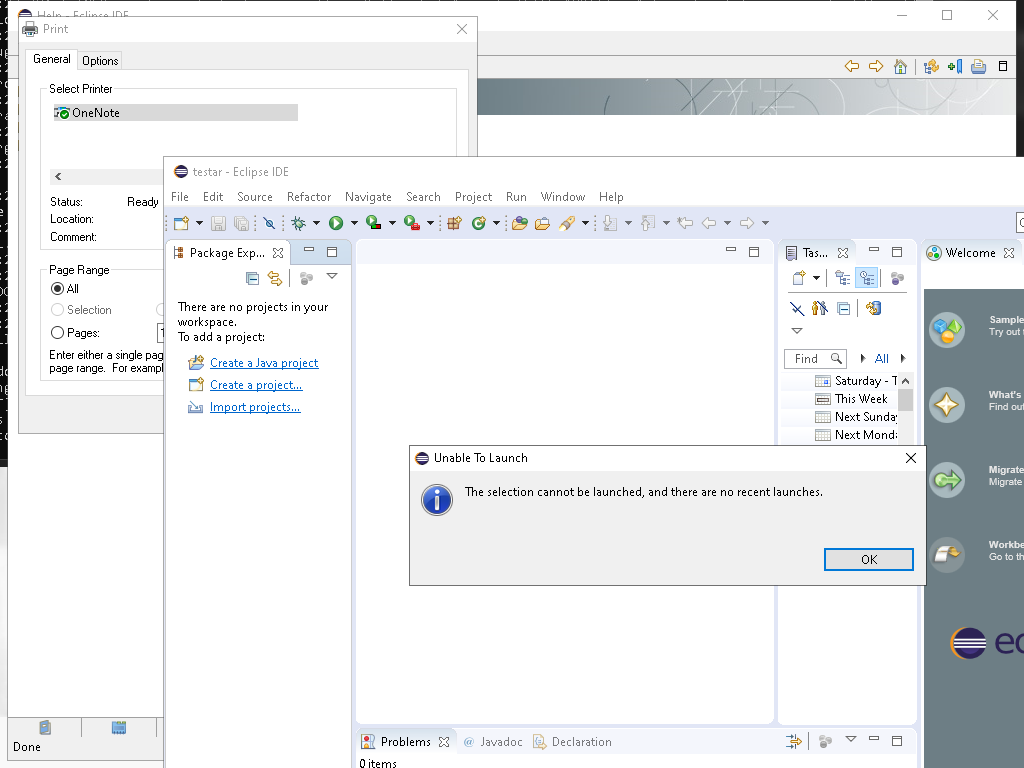 Help - Eclipse IDE
Print
General
Options
Select Printer
OneNote
Status:
Ready
Location:
Comment:
Page Range
All
Selection
Pages:
Enter either a single pag
page range. For exampl
Done
testar - Eclipse IDE
File Edit Source Refactor Navigate Search Project Run Window Help
Package Exp...
There are no projects in your
workspace.
To add a project:
Create a Java project
Create a project...
Import projects...
Tas...
Find
All
Saturday - T
This Week
Next Sunda
Next Monda
Welcome
Sample
Try out
What's
Find out
Migrate
Migrate
Workbe
Go to th
ec
Unable To Launch
The selection cannot be launched, and there are no recent launches.
OK
Problems
@ Javadoc
Declaration
0 items